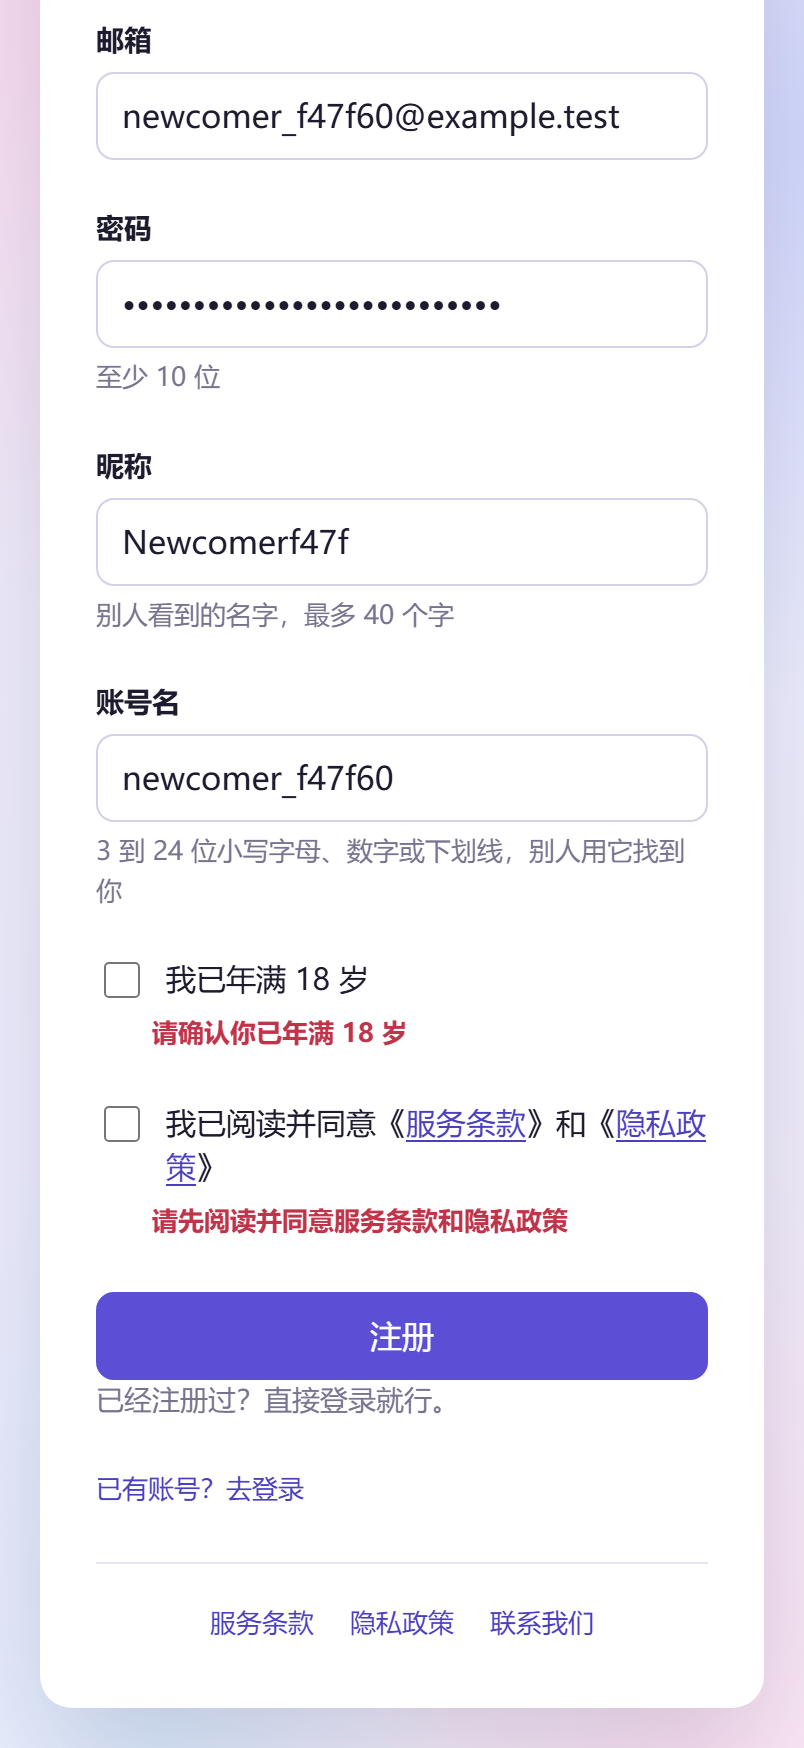 邮箱
newcomer_f47f60@example.test
密码
•••••••••••••••••••••••••••
至少 10 位
昵称
Newcomerf47f
别人看到的名字，最多 40 个字
账号名
newcomer_f47f60
3 到 24 位小写字母、数字或下划线，别人用它找到
你
我已年满 18 岁
请确认你已年满 18 岁
我已阅读并同意《服务条款》和《隐私政
策》
请先阅读并同意服务条款和隐私政策
注册
已经注册过？直接登录就行。
已有账号？去登录
服务条款 隐私政策 联系我们